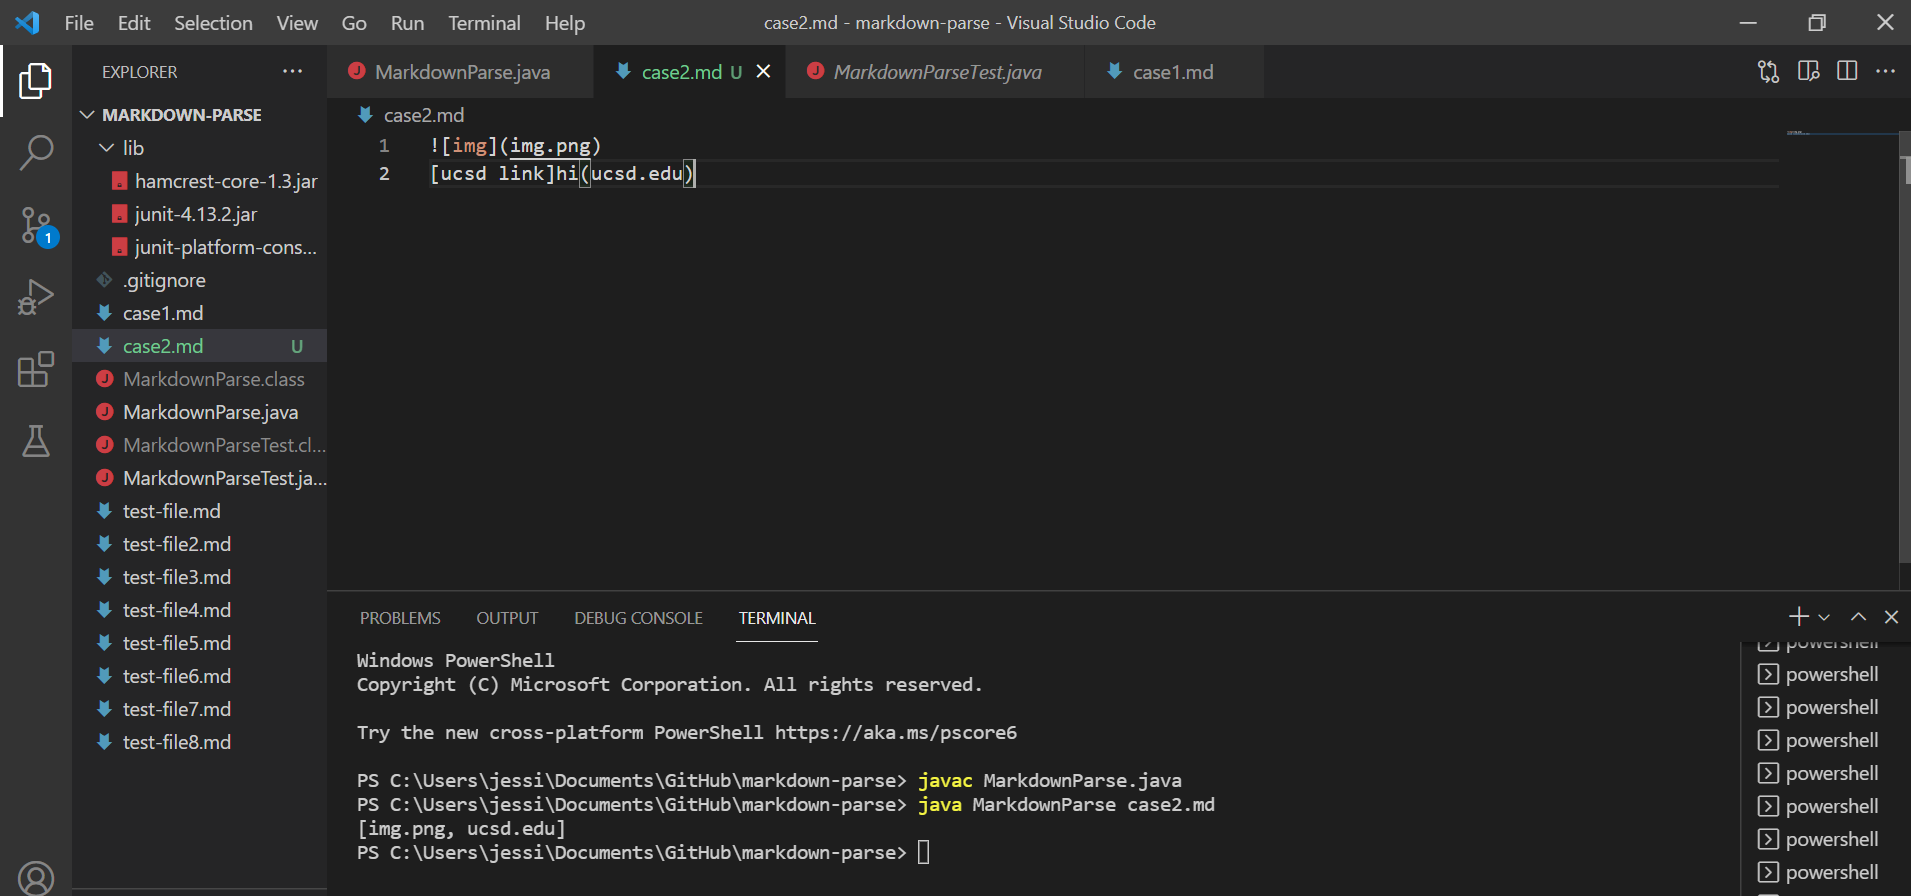 File Edit Selection View Go Run Terminal Help case2.md - markdown-parse - Visual Studio Code
EXPLORER
MARKDOWN-PARSE
lib
hamcrest-core-1.3.jar
junit-4.13.2.jar
junit-platform-cons...
.gitignore
case1.md
case2.md U
MarkdownParse.class
MarkdownParse.java
MarkdownParseTest.cl...
MarkdownParseTest.ja...
test-file.md
test-file2.md
test-file3.md
test-file4.md
test-file5.md
test-file6.md
test-file7.md
test-file8.md
1
MarkdownParse.java case2.md U MarkdownParseTest.java case1.md
case2.md
1 ![img](img.png)
2 [ucsd link]hi(ucsd.edu)
PROBLEMS OUTPUT DEBUG CONSOLE TERMINAL
Windows PowerShell
Copyright (C) Microsoft Corporation. All rights reserved.
Try the new cross-platform PowerShell https://aka.ms/pscore6
PS C:\Users\jessi\Documents\GitHub\markdown-parse> javac MarkdownParse.java
PS C:\Users\jessi\Documents\GitHub\markdown-parse> java MarkdownParse case2.md
[img.png, ucsd.edu]
PS C:\Users\jessi\Documents\GitHub\markdown-parse>
powershell
powershell
powershell
powershell
powershell
powershell
powershell
powershell